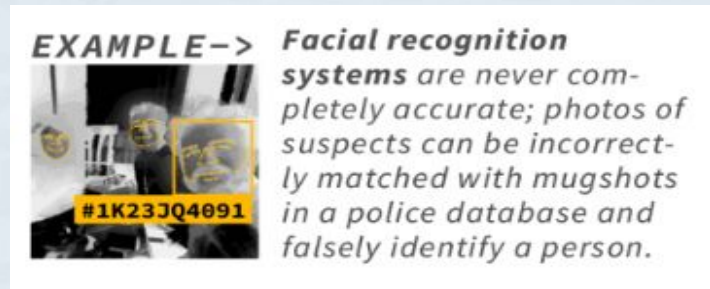 EXAMPLE->
#1K23JQ4091
Facial recognition
systems are never com-
pletely accurate; photos of
suspects can be incorrect-
ly matched with mugshots
in a police database and
falsely identify a person.